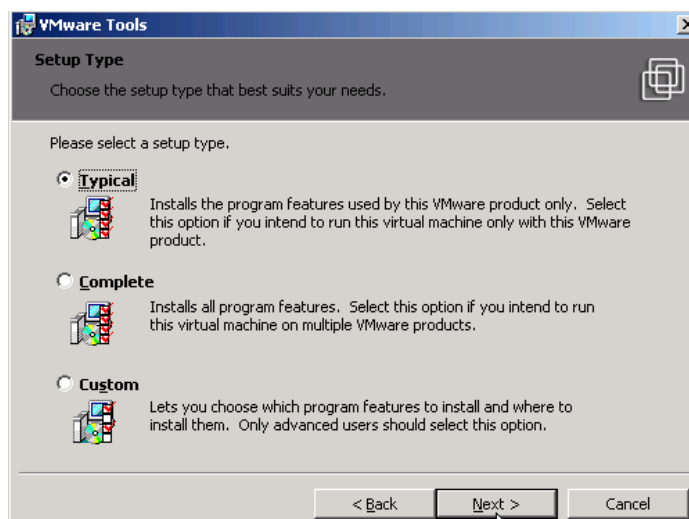 VMware Tools
Setup Type
Choose the setup type that best suits your needs.
Please select a setup type.
Typical
Installs the program features used by this VMware product only.  Select
this option if you intend to run this virtual machine only with this VMware
product.
Complete
Installs all program features.  Select this option if you intend to run
this virtual machine on multiple VMware products.
Custom
Lets you choose which program features to install and where to
install them.  Only advanced users should select this option.
< Back
Next >
Cancel